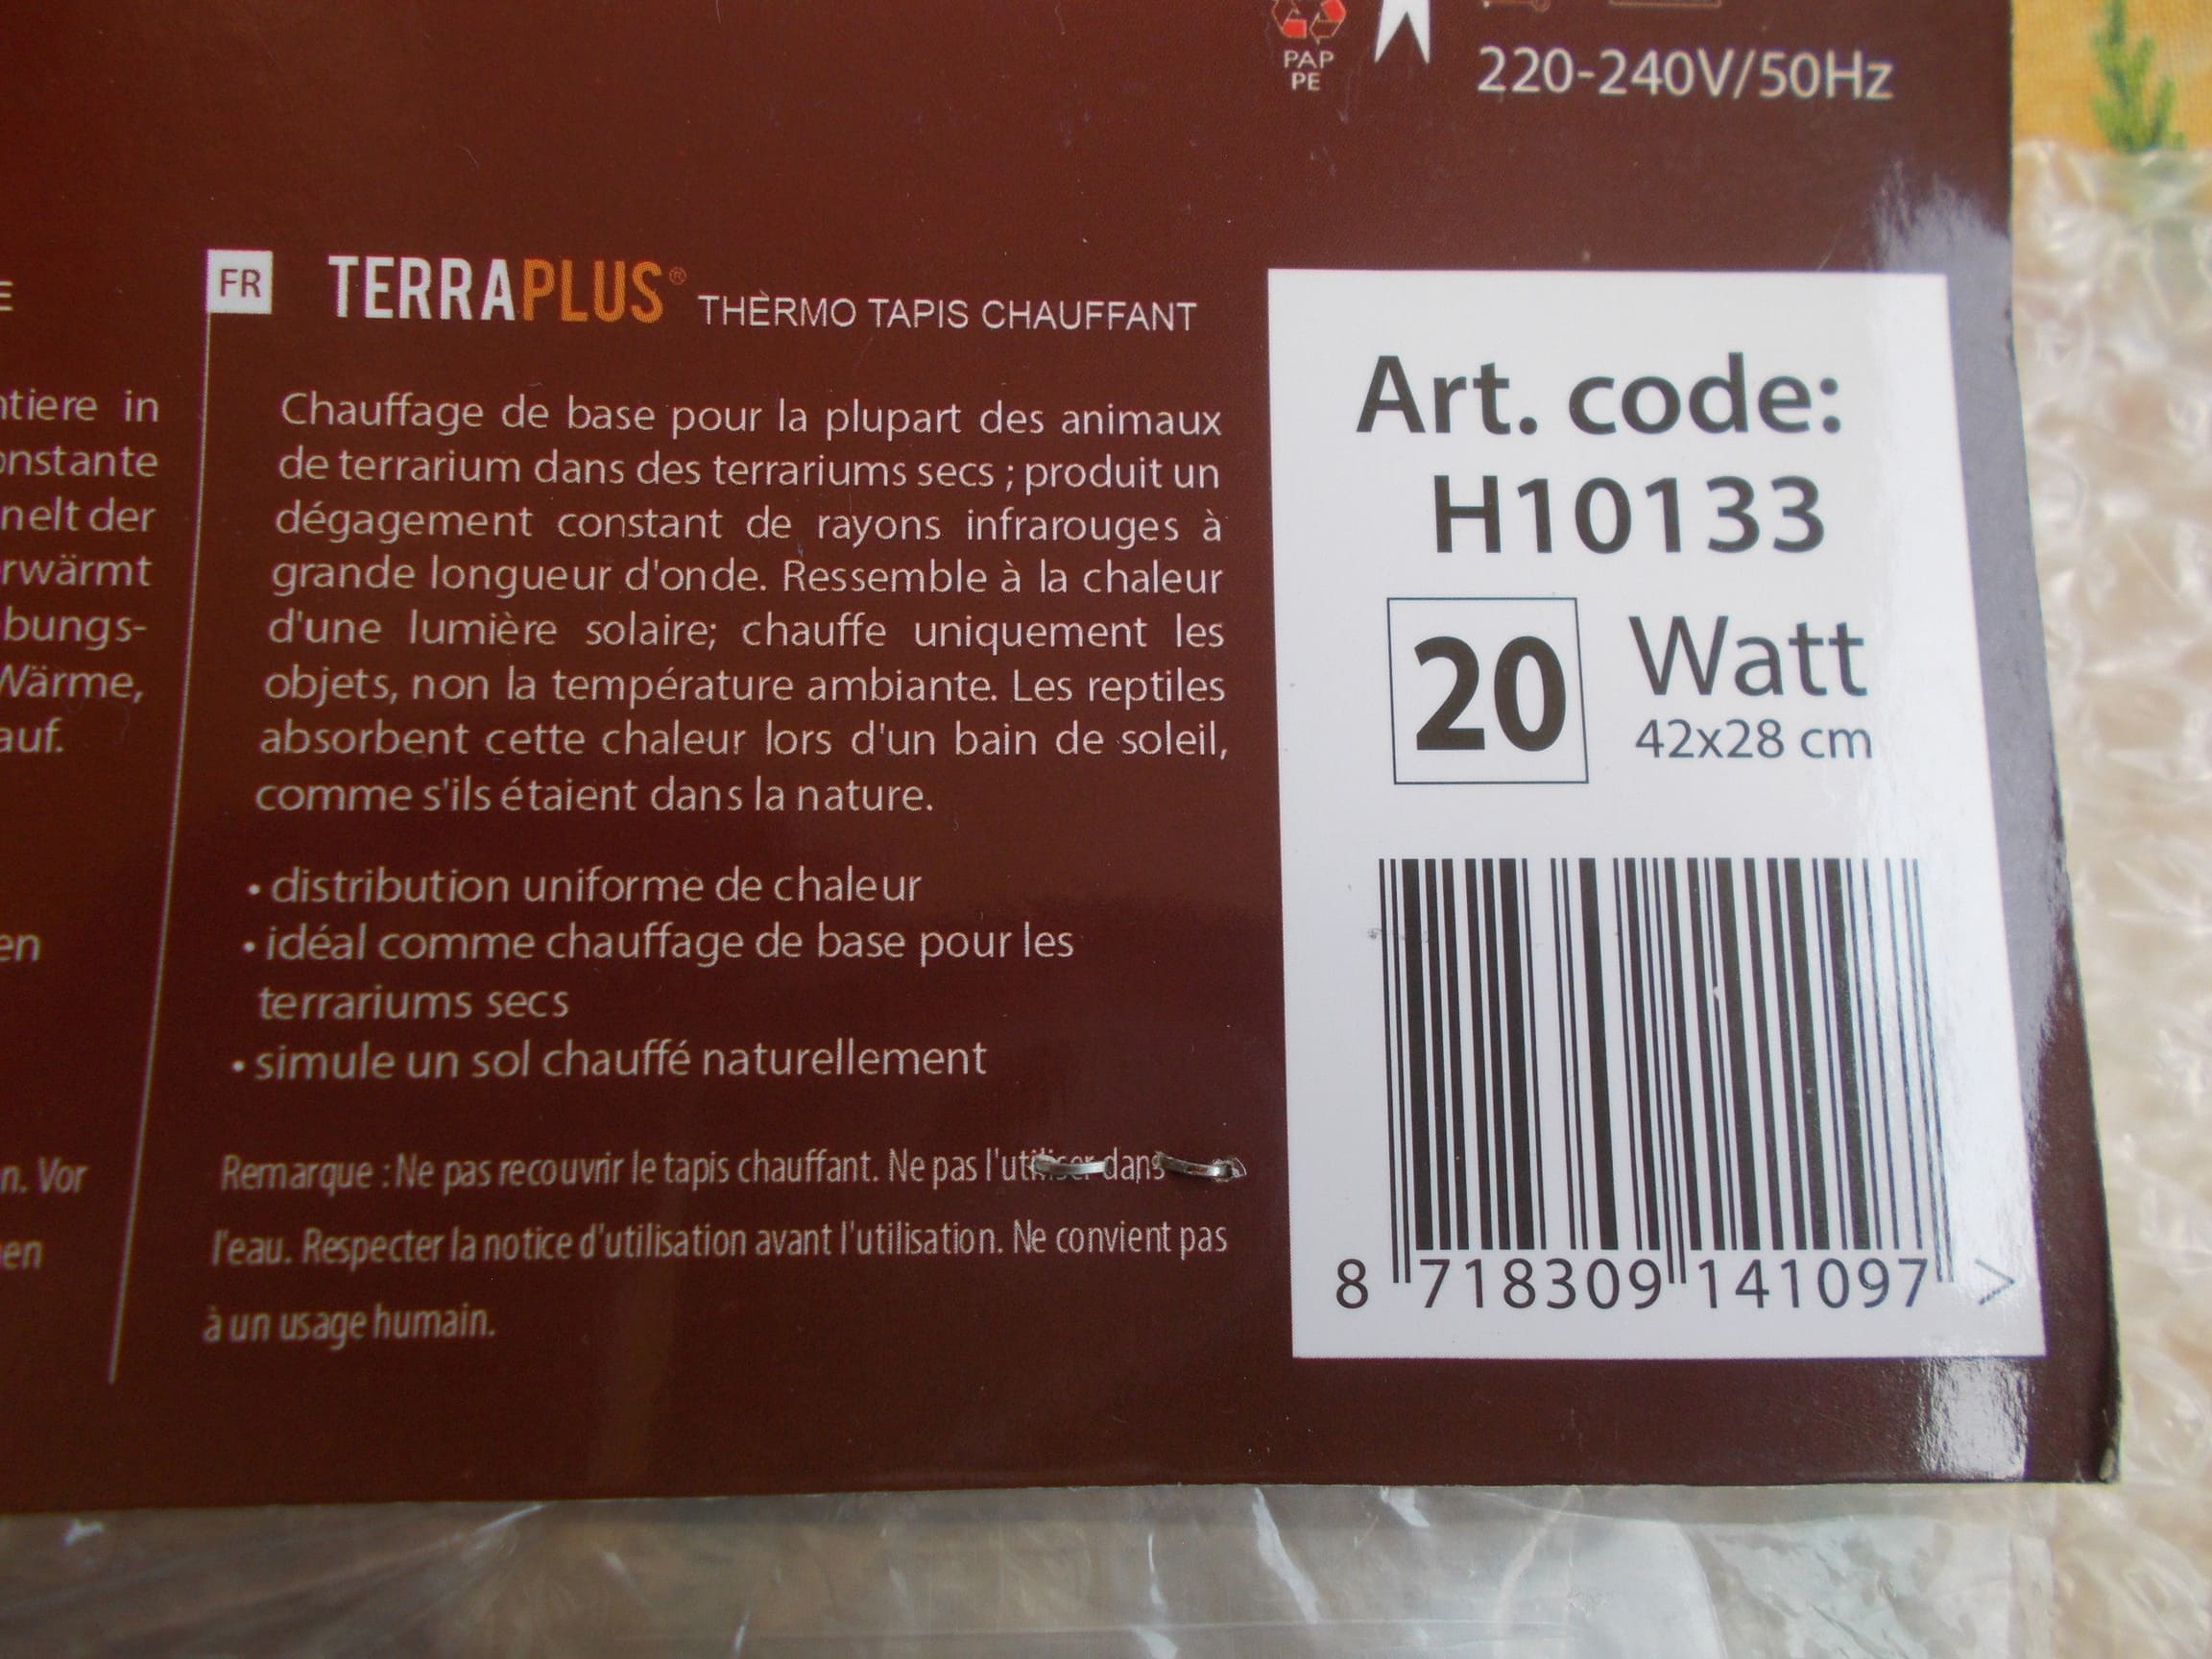 PAP
PE
220-240V/50Hz
E
ntiere in
onstante
nelt der
rwärmt
bungs-
Wärme,
auf.
en
n. Vor
en
FR TERRAPLUS® THÈRMO TAPIS CHAUFFANT
Chauffage de base pour la plupart des animaux
de terrarium dans des terrariums secs ; produit un
dégagement constant de rayons infrarouges à
grande longueur d'onde. Ressemble à la chaleur
d'une lumière solaire; chauffe uniquement les
objets, non la température ambiante. Les reptiles
absorbent cette chaleur lors d'un bain de soleil,
comme s'ils étaient dans la nature.
• distribution uniforme de chaleur
• idéal comme chauffage de base pour les
terrariums secs
• simule un sol chauffé naturellement
Remarque : Ne pas recouvrir le tapis chauffant. Ne pas l'utiliser dans
l'eau. Respecter la notice d'utilisation avant l'utilisation. Ne convient pas
à un usage humain.
Art. code:
H10133
20 Watt
42x28 cm
8 718309 141097 >